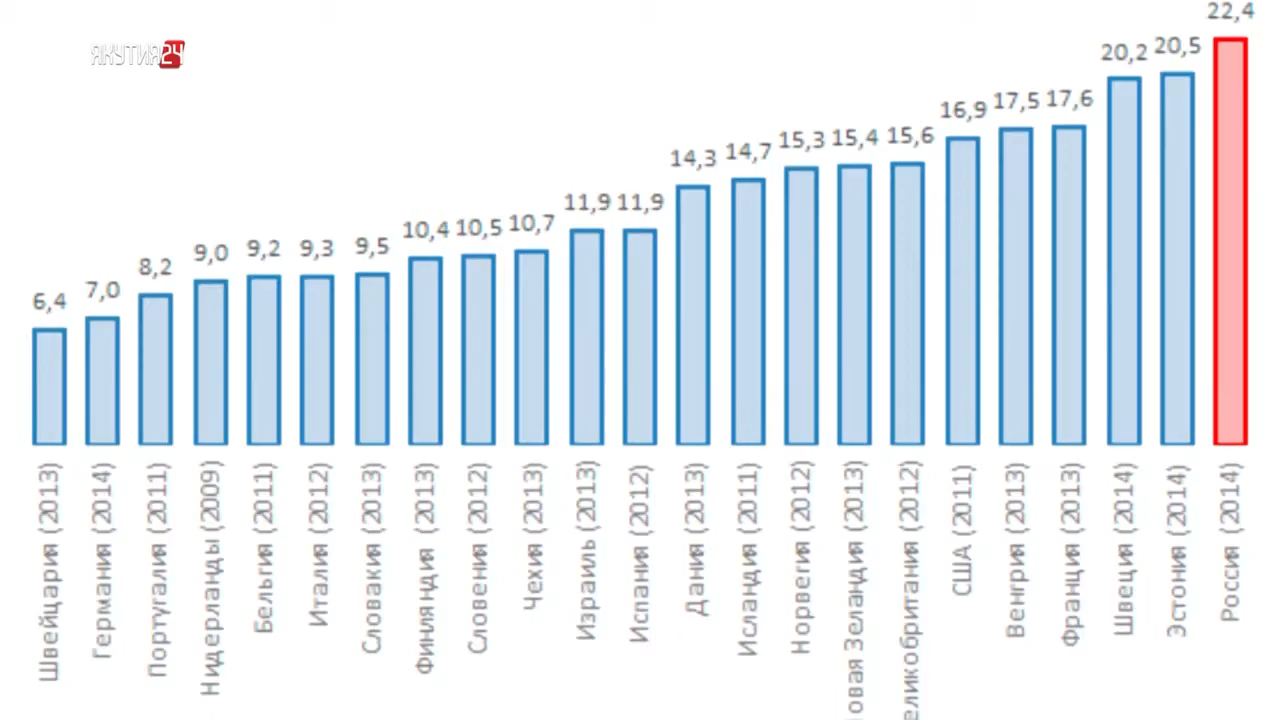 ЯКУТИЯ24
22,4
20,5
20,2
17,6
17,5
16,9
15,6
15,4
15,3
14,7
14,3
11,9
11,9
10,7
10,5
10,4
9,5
9,3
9,2
9,0
8,2
7,0
6,4
Швейцария (2013)
Германия (2014)
Португалия (2011)
Нидерланды (2009)
Бельгия (2011)
Италия (2012)
Словакия (2013)
Финляндия (2013)
Словения (2012)
Чехия (2013)
Израиль (2013)
Испания (2012)
Дания (2013)
Исландия (2011)
Норвегия (2012)
овая Зеландия (2013)
еликобритания (2012)
США (2011)
Венгрия (2013)
Франция (2013)
Швеция (2014)
Эстония (2014)
Россия (2014)